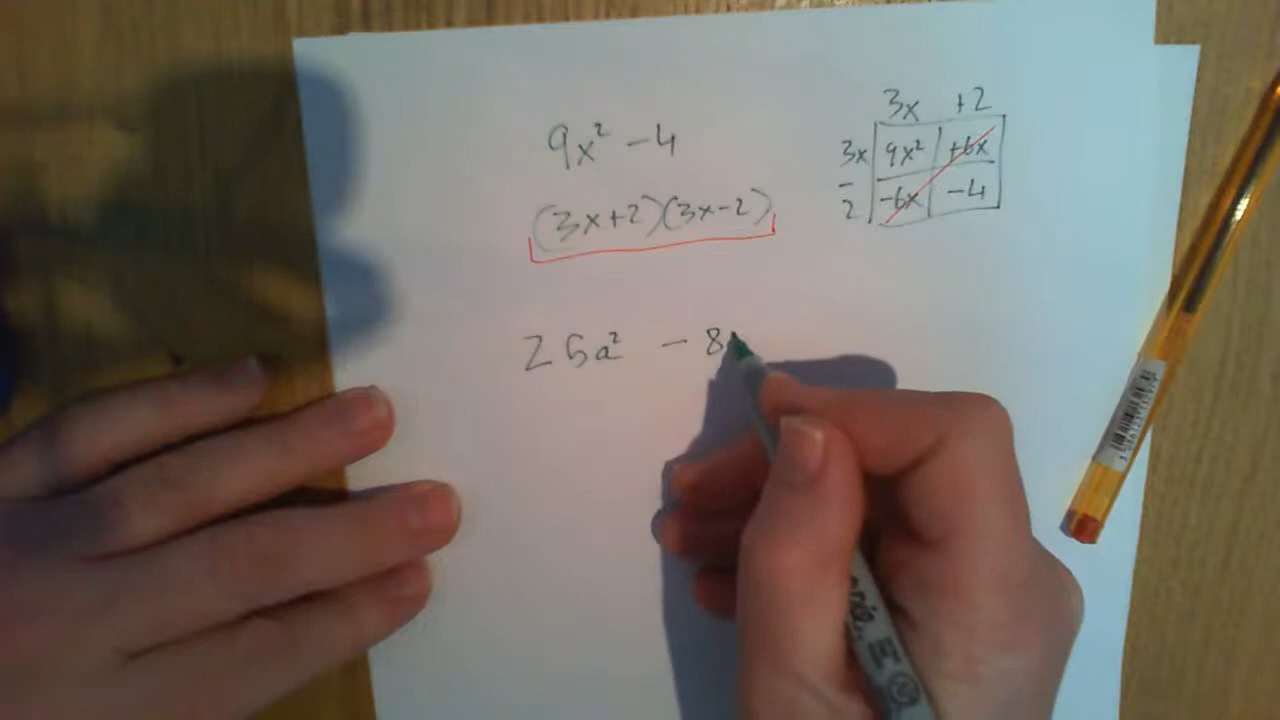 9x² - 4
(3x+2)(3x-2)
3x +2
3x 9x² +6x
- 2 -6x -4
25a² - 8